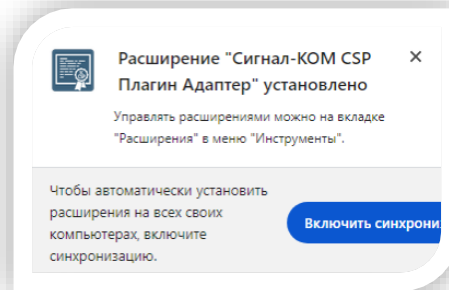 Расширение "Сигнал-КОМ CSP
Плагин Адаптер" установлено
Управлять расширениями можно на вкладке
"Расширения" в меню "Инструменты".
Чтобы автоматически установить
расширения на всех своих
компьютерах, включите
синхронизацию.
Включить синхрони